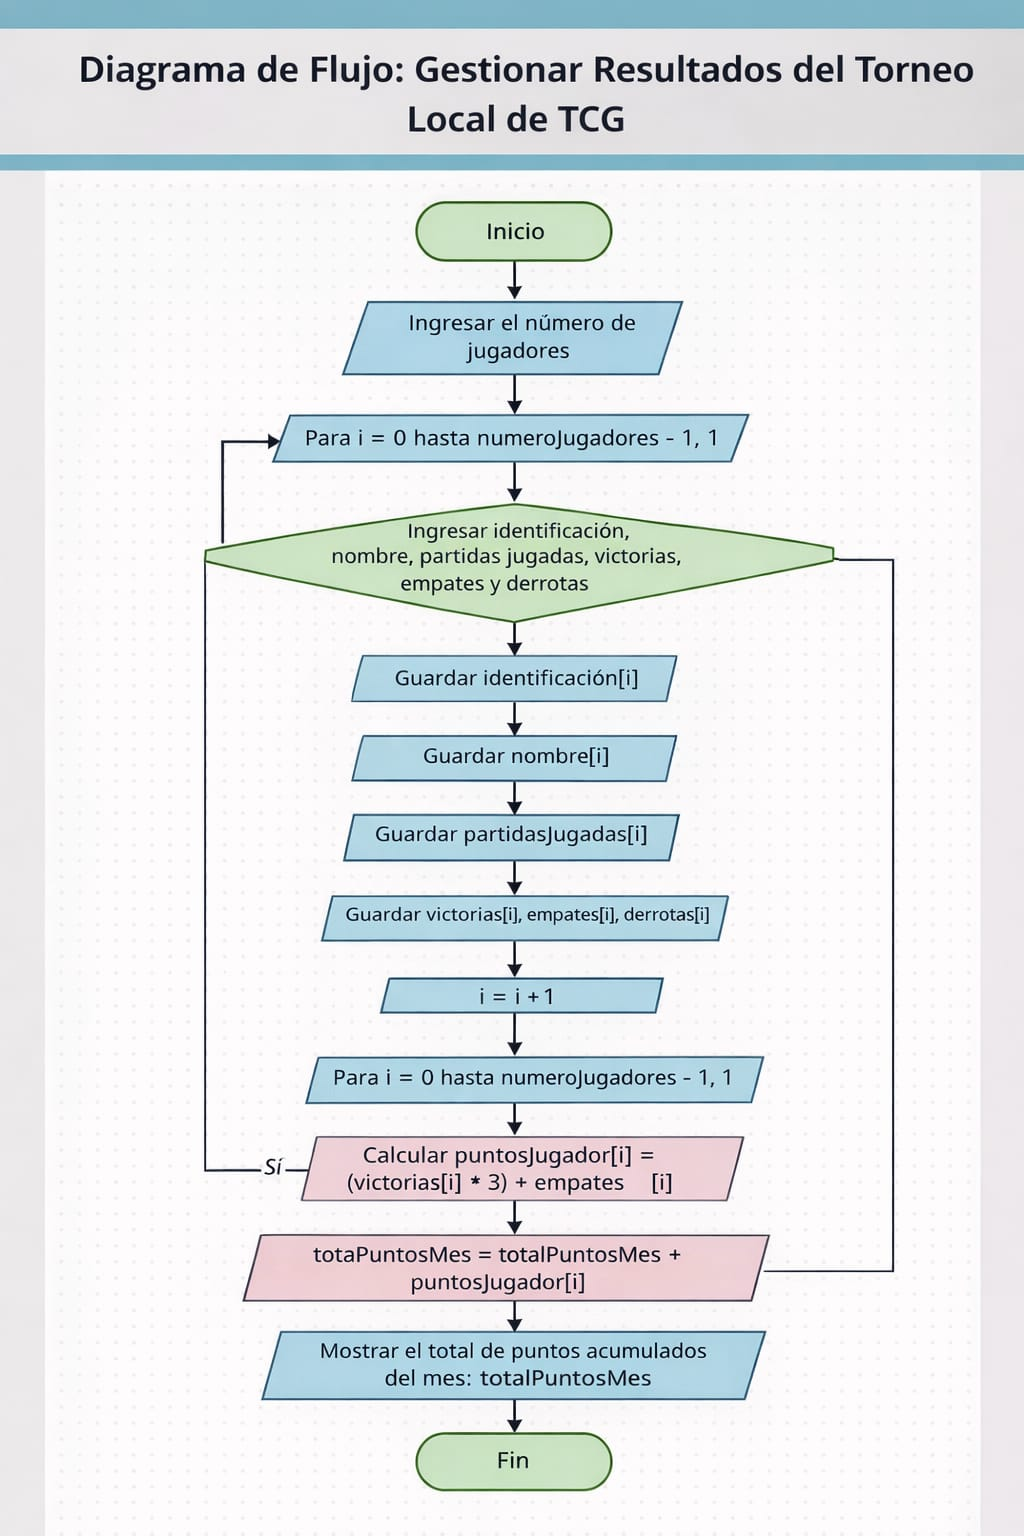 Diagrama de Flujo: Gestionar Resultados del Torneo
Local de TCG
Inicio
Ingresar el número de
jugadores
Para i = 0 hasta numeroJugadores - 1, 1
Ingresar identificación,
nombre, partidas jugadas, victorias,
empates y derrotas
Guardar identificación[i]
Guardar nombre[i]
Guardar partidasJugadas[i]
Guardar victorias[i], empates[i], derrotas[i]
i = i + 1
Para i = 0 hasta numeroJugadores - 1, 1
Calcular puntosJugador[i] =
(victorias[i] * 3) + empates [i]
Sí
totaPuntosMes = totalPuntosMes +
puntosJugador[i]
Mostrar el total de puntos acumulados
del mes: totalPuntosMes
Fin